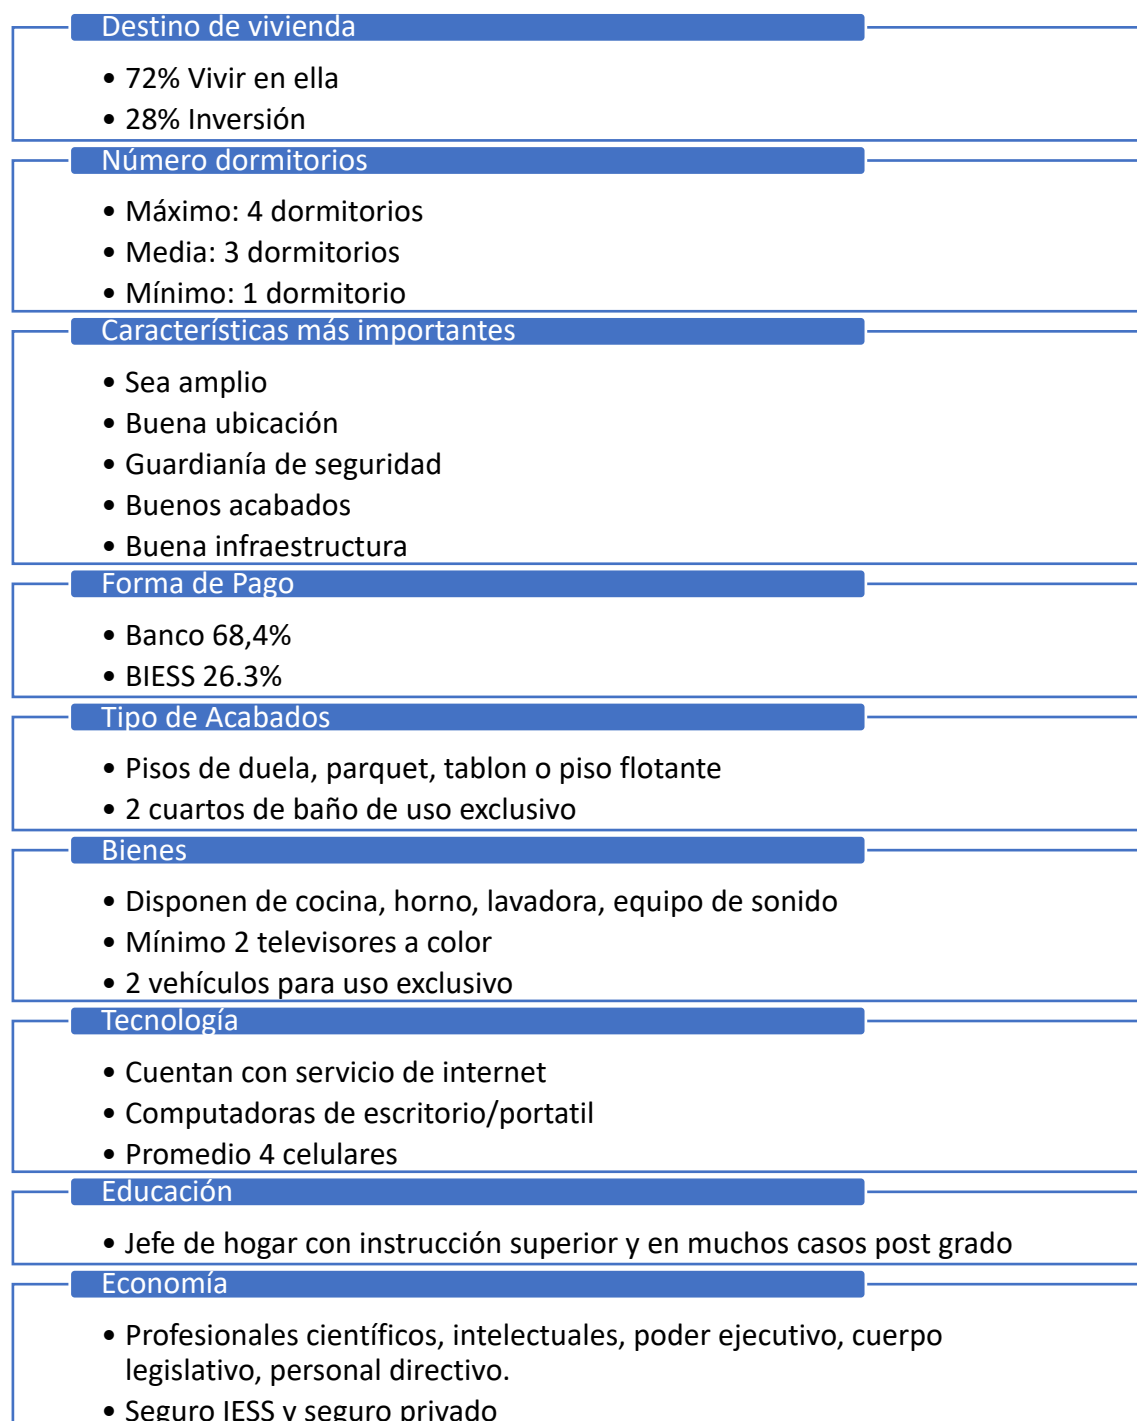 Destino de vivienda
• 72% Vivir en ella
• 28% Inversión
Número dormitorios
• Máximo: 4 dormitorios
• Media: 3 dormitorios
• Mínimo: 1 dormitorio
Características más importantes
• Sea amplio
• Buena ubicación
• Guardianía de seguridad
• Buenos acabados
• Buena infraestructura
Forma de Pago
• Banco 68,4%
• BIESS 26.3%
Tipo de Acabados
• Pisos de duela, parquet, tablon o piso flotante
• 2 cuartos de baño de uso exclusivo
Bienes
• Disponen de cocina, horno, lavadora, equipo de sonido
• Mínimo 2 televisores a color
• 2 vehículos para uso exclusivo
Tecnología
• Cuentan con servicio de internet
• Computadoras de escritorio/portatil
• Promedio 4 celulares
Educación
• Jefe de hogar con instrucción superior y en muchos casos post grado
Economía
• Profesionales científicos, intelectuales, poder ejecutivo, cuerpo
legislativo, personal directivo.
• Seguro IESS y seguro privado